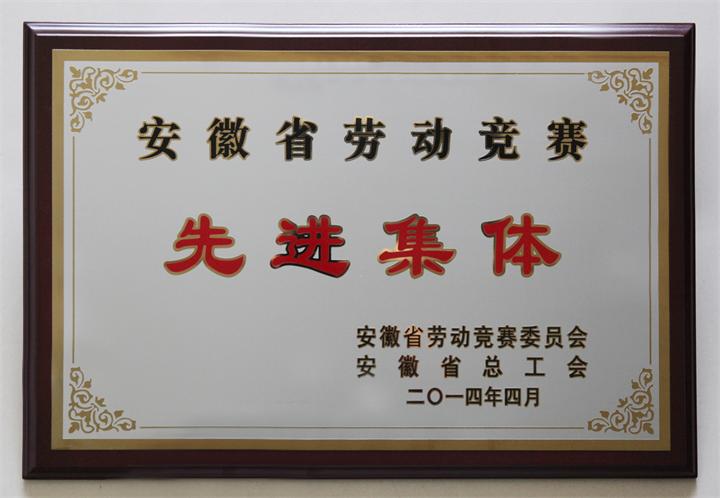 安徽省劳动竞赛
先进集体
安徽省劳动竞赛委员会
安徽省总工会
二〇一四年四月